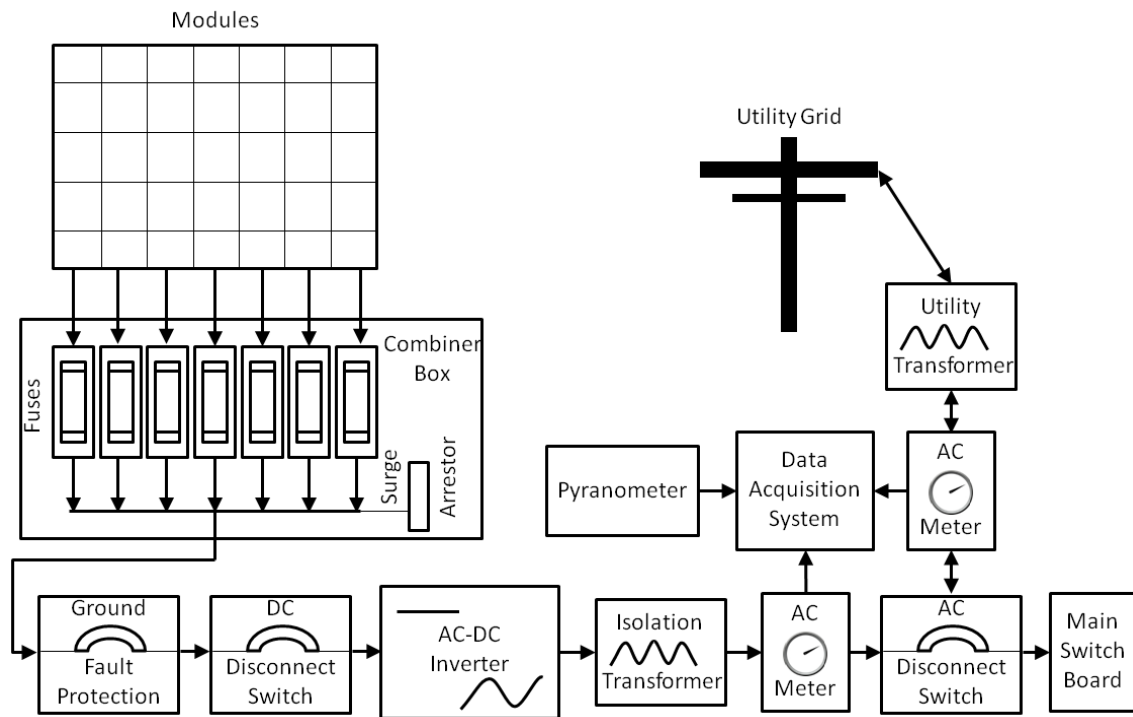 Modules
Utility Grid
Utility
Transformer
Combiner
Box
Fuses
Surge
Arrestor
Pyranometer
Data
Acquisition
System
AC
Meter
Ground
Fault
Protection
DC
Disconnect
Switch
AC-DC
Inverter
Isolation
Transformer
AC
Meter
AC
Disconnect
Switch
Main
Switch
Board